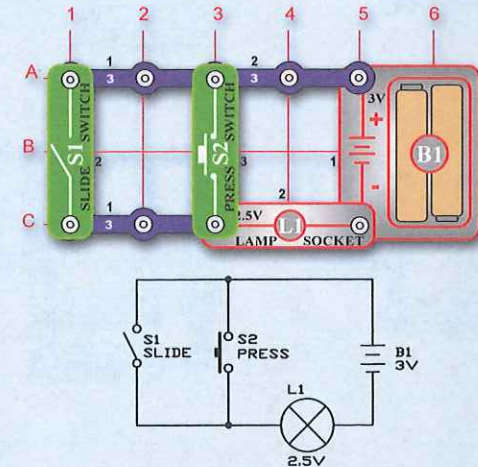 1 2 3 4 5 6
A
1
3
2
3
3V
+
B
S1
SLIDE SWITCH
2
S2
PRESS SWITCH
3
1
B1
-
C
1
3
2
2.5V
L1
LAMP SOCKET
S1
SLIDE
S2
PRESS
B1
3V
L1
2.5V